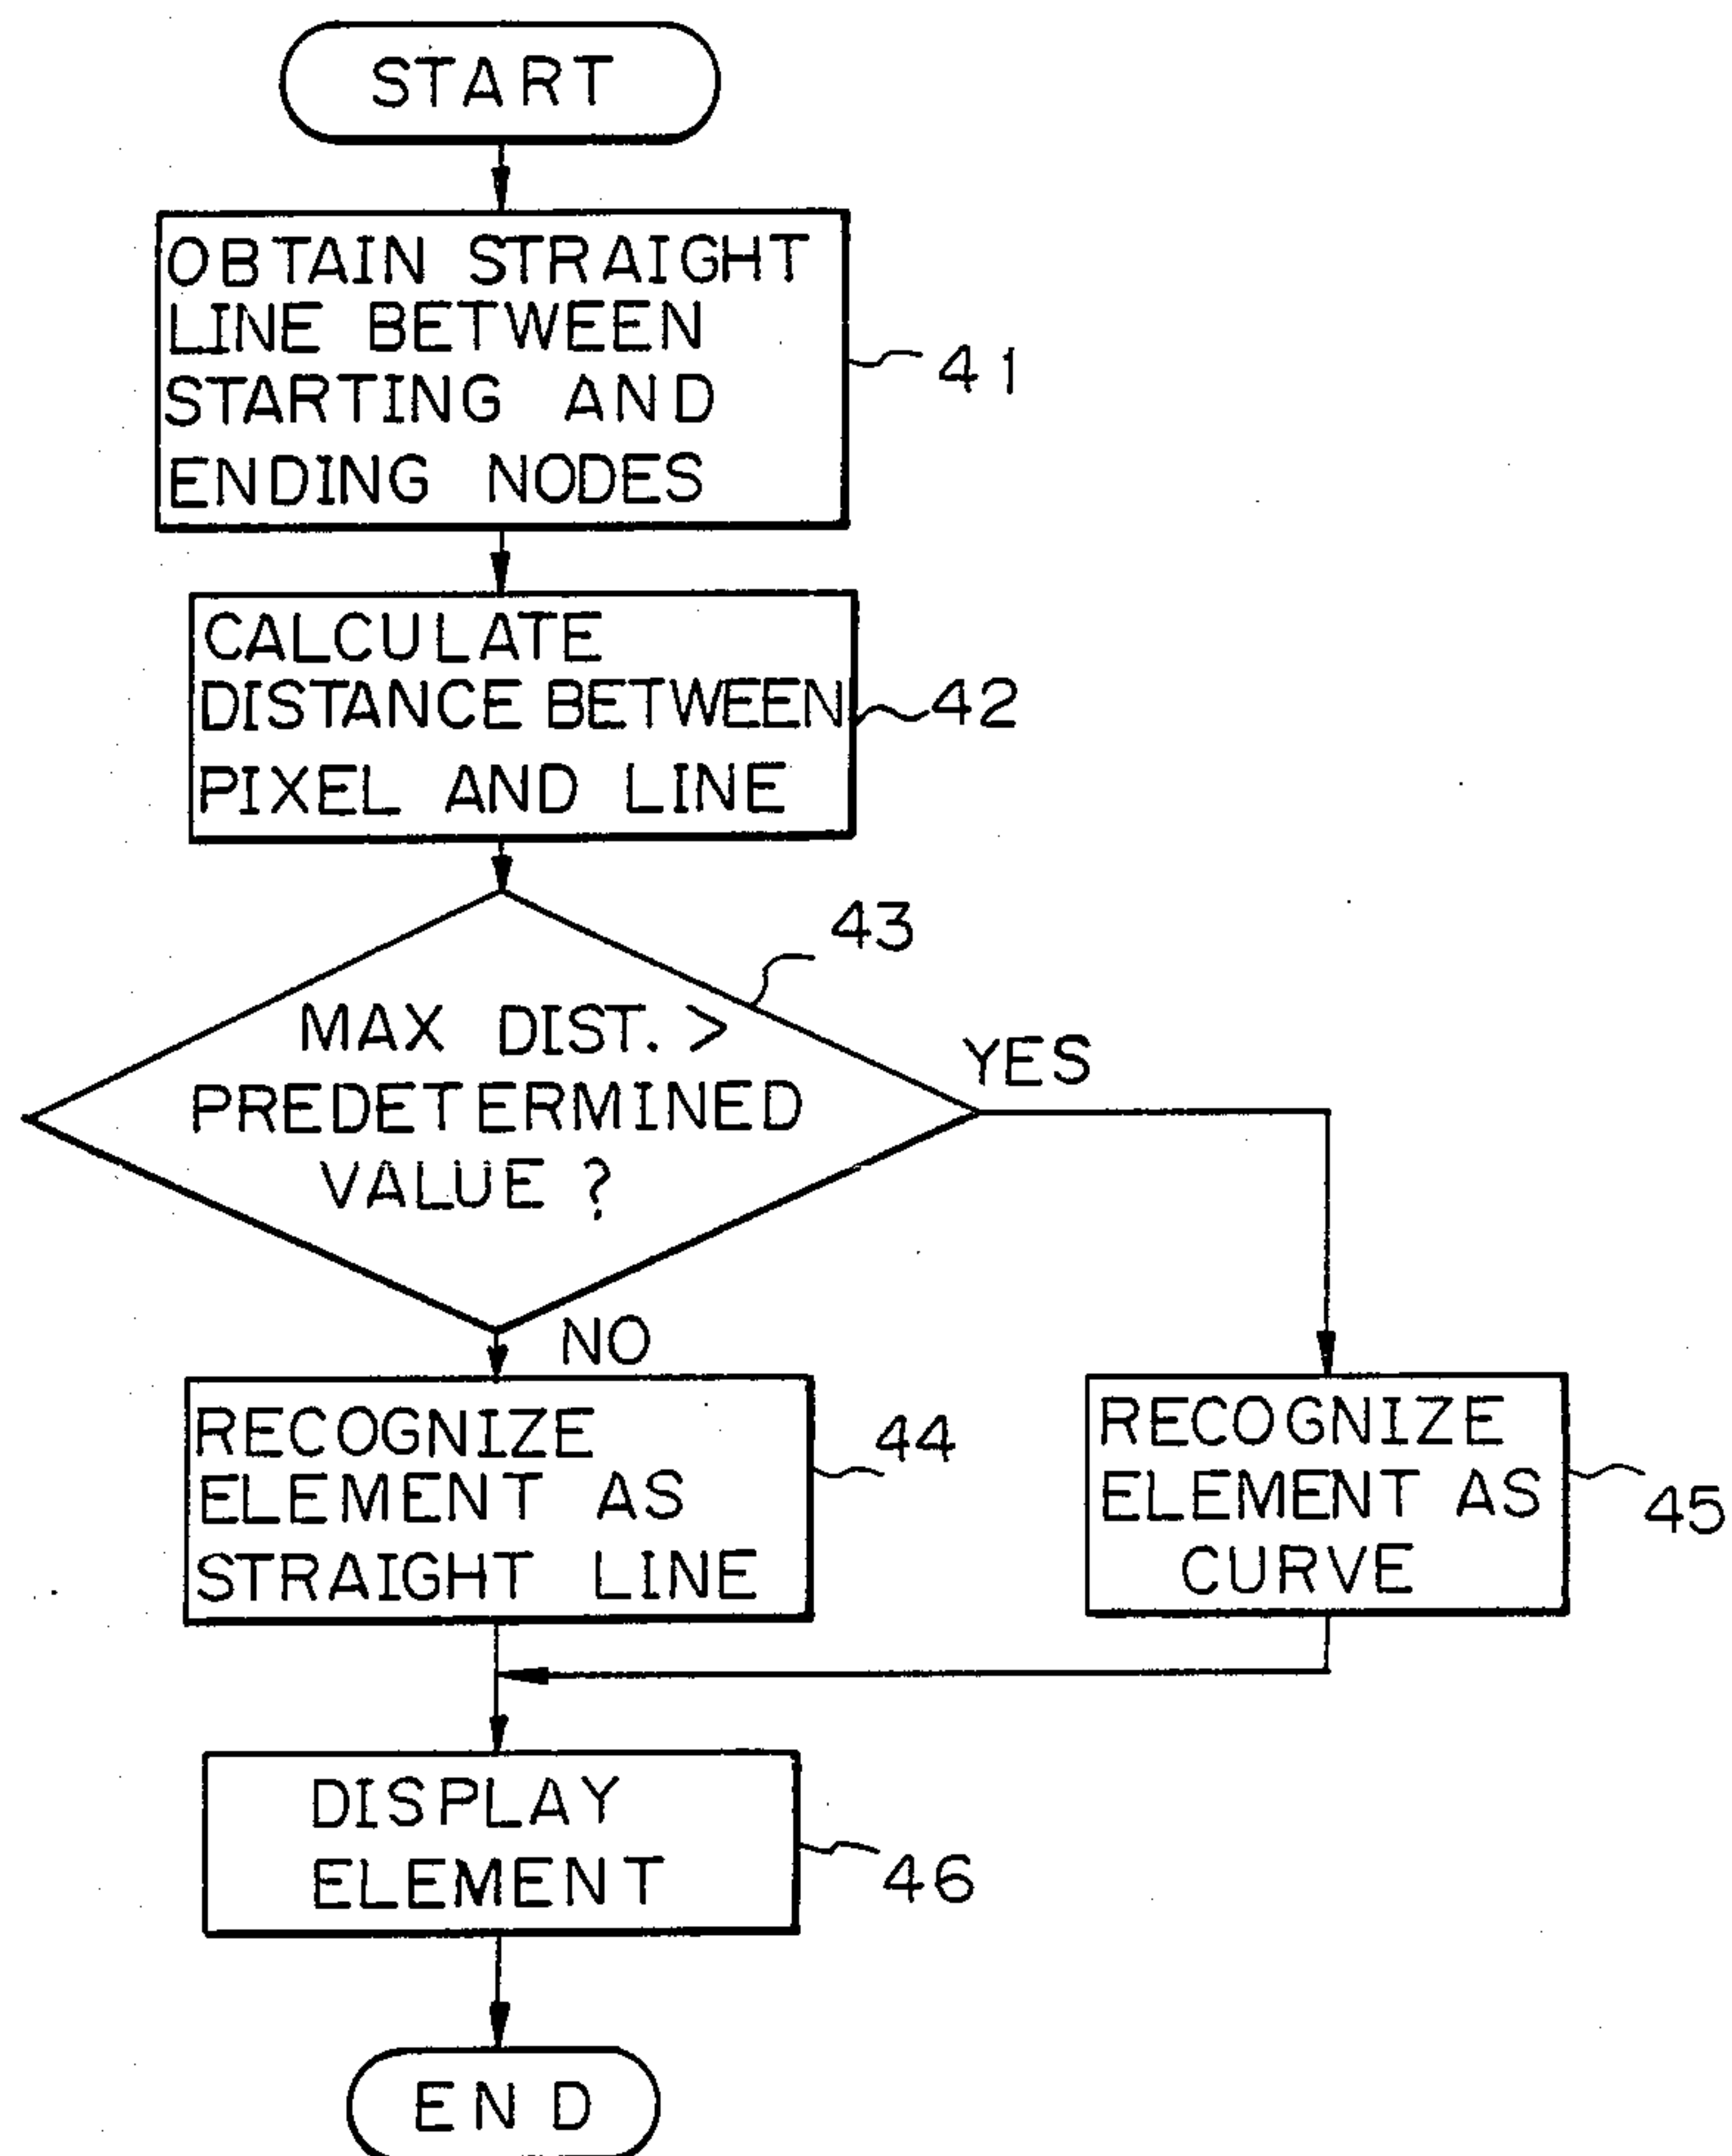 START
OBTAIN STRAIGHT
LINE BETWEEN
STARTING AND
ENDING NODES
41
CALCULATE
DISTANCE BETWEEN
PIXEL AND LINE
42
43
MAX DIST. >
PREDETERMINED
VALUE ?
YES
NO
RECOGNIZE
ELEMENT AS
STRAIGHT LINE
44
RECOGNIZE
ELEMENT AS
CURVE
45
DISPLAY
ELEMENT
46
END